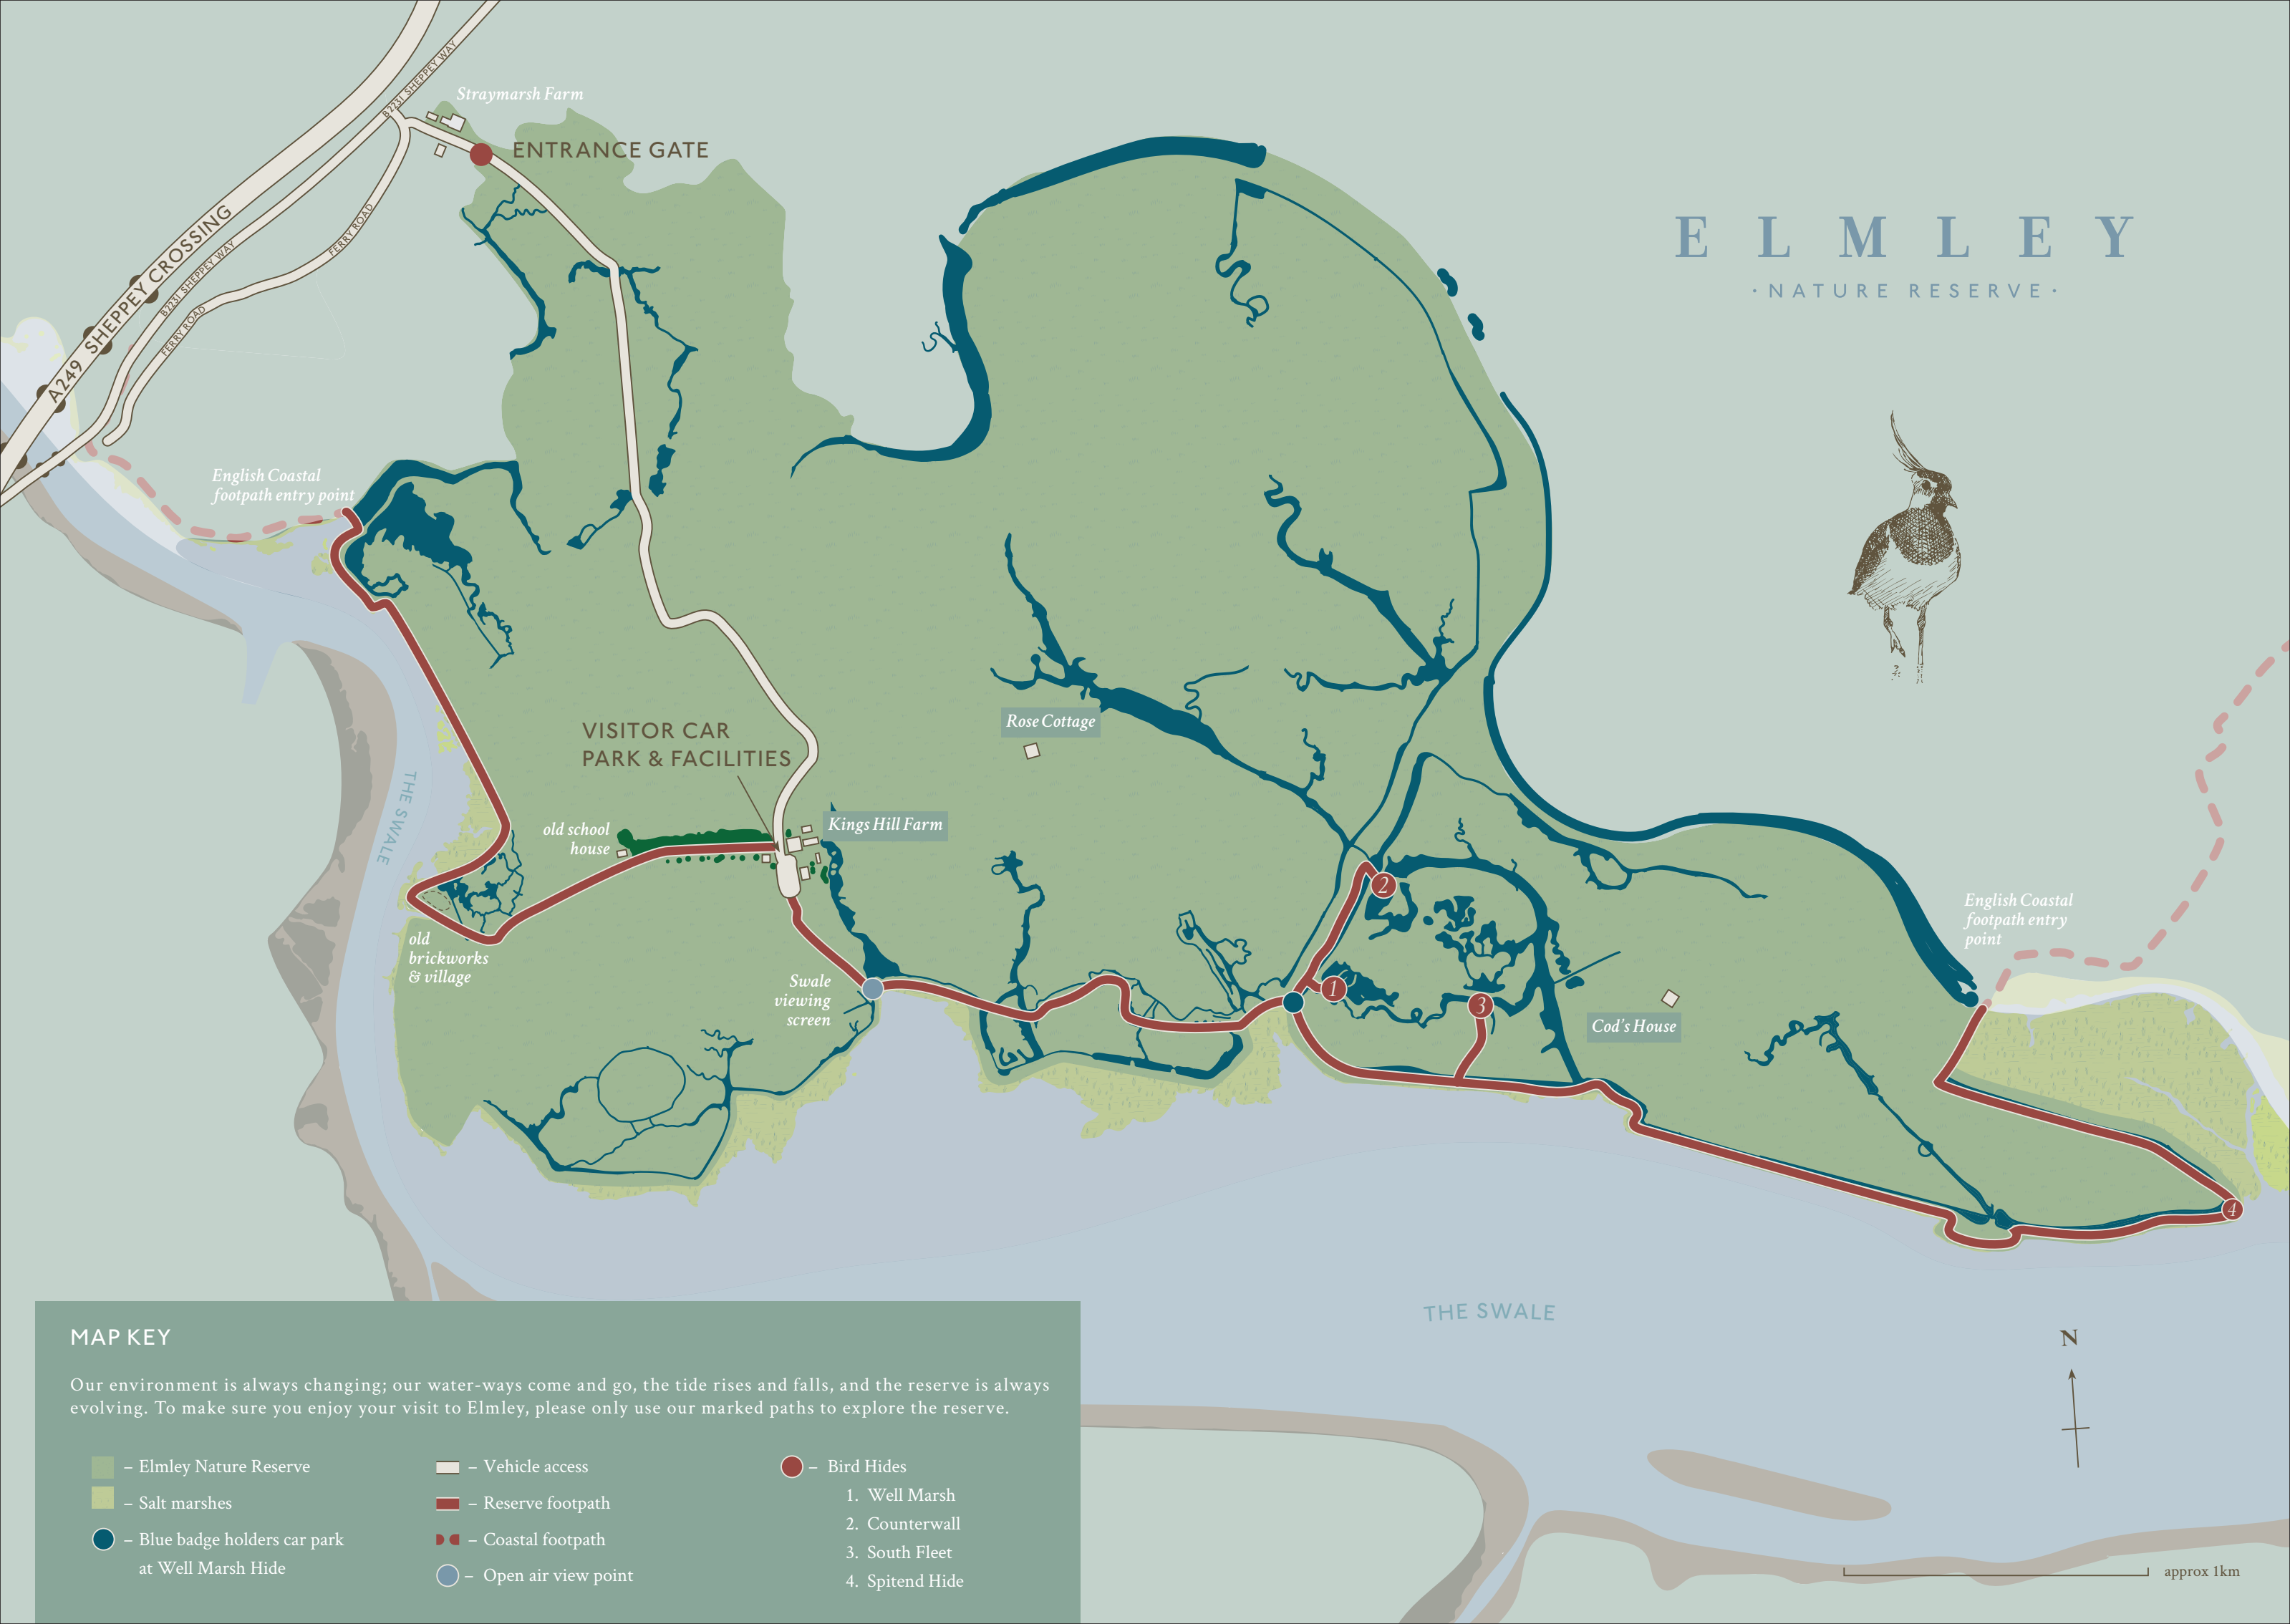 B2231 SHEPPEY WAY
Straymarsh Farm
ENTRANCE GATE
A249 SHEPPEY CROSSING
B2231 SHEPPEY WAY
FERRY ROAD
FERRY ROAD
E L M L E Y
· NATURE RESERVE ·
English Coastal
footpath entry point
Rose Cottage
VISITOR CAR
PARK & FACILITIES
THE SWALE
old school
house
Kings Hill Farm
2
old
brickworks
& village
Swale
viewing
screen
1
3
Cod's House
English Coastal
footpath entry
point
4
THE SWALE
N
approx 1km
MAP KEY
Our environment is always changing; our water-ways come and go, the tide rises and falls, and the reserve is always
evolving. To make sure you enjoy your visit to Elmley, please only use our marked paths to explore the reserve.
– Elmley Nature Reserve
– Salt marshes
– Blue badge holders car park
at Well Marsh Hide
– Vehicle access
– Reserve footpath
– Coastal footpath
– Open air view point
– Bird Hides
1. Well Marsh
2. Counterwall
3. South Fleet
4. Spitend Hide